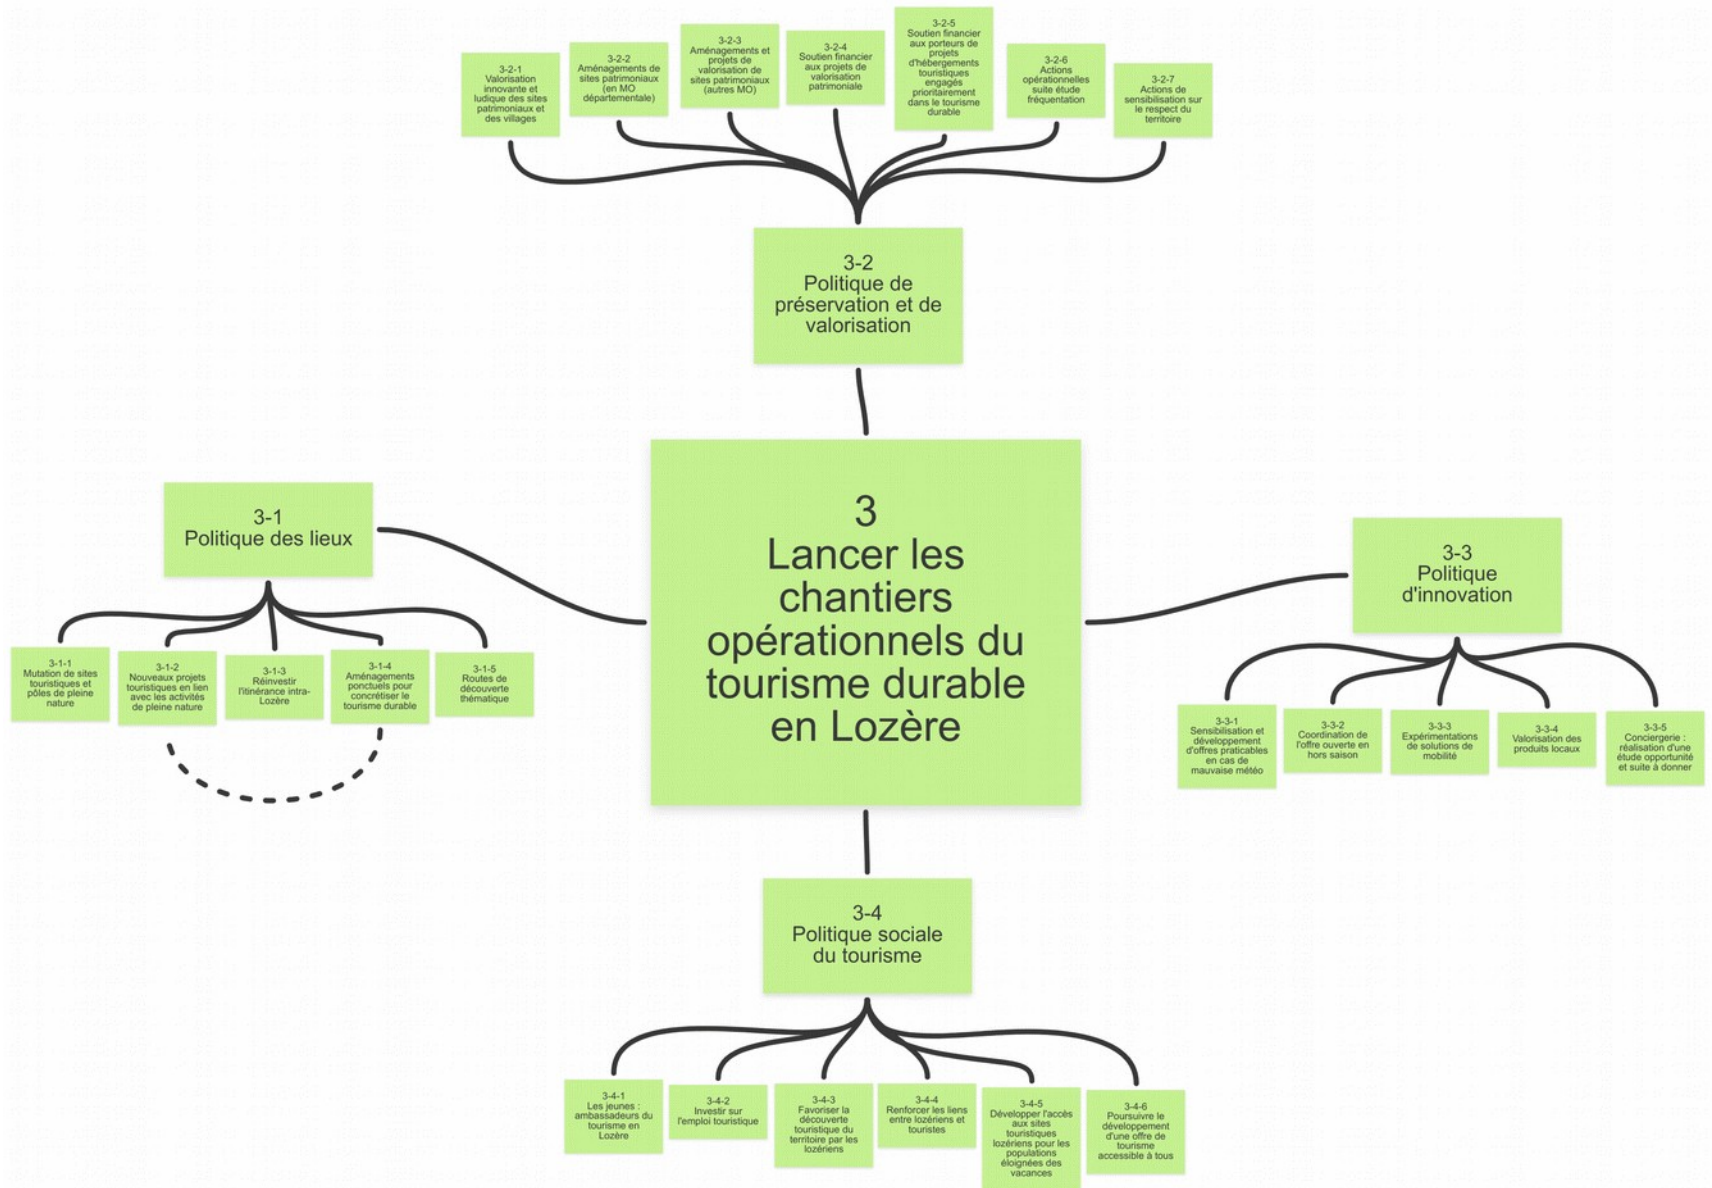 3-2-1
Valorisation
innovante et
ludique des sites
patrimoniaux et
des villages
3-2-2
Aménagements de
sites patrimoniaux
(en MO
départementale)
3-2-3
Aménagements et
projets de
valorisation de
sites patrimoniaux
(autres MO)
3-2-4
Soutien financier
aux projets de
valorisation
patrimoniale
3-2-5
Soutien financier
aux porteurs de
projets
d'hébergements
touristiques
engagés
prioritairement
dans le tourisme
durable
3-2-6
Actions
opérationnelles
suite étude
fréquentation
3-2-7
Actions de
sensibilisation sur
le respect du
territoire
3-2
Politique de
préservation et de
valorisation
3
Lancer les
chantiers
opérationnels du
tourisme durable
en Lozère
3-1
Politique des lieux
3-1-1
Mutation de sites
touristiques et
pôles de pleine
nature
3-1-2
Nouveaux projets
touristiques en lien
avec les activités
de pleine nature
3-1-3
Réinvestir
l'itinérance intra-
Lozère
3-1-4
Aménagements
ponctuels pour
concrétiser le
tourisme durable
3-1-5
Routes de
découverte
thématique
3-3
Politique
d'innovation
3-3-1
Sensibilisation et
développement
d'offres praticables
en cas de
mauvaise météo
3-3-2
Coordination de
l'offre ouverte en
hors saison
3-3-3
Expérimentations
de solutions de
mobilité
3-3-4
Valorisation des
produits locaux
3-3-5
Conciergerie :
réalisation d'une
étude opportunité
et suite à donner
3-4
Politique sociale
du tourisme
3-4-1
Les jeunes :
ambassadeurs du
tourisme en
Lozère
3-4-2
Investir sur
l'emploi touristique
3-4-3
Favoriser la
découverte
touristique du
territoire par les
lozériens
3-4-4
Renforcer les liens
entre lozériens et
touristes
3-4-5
Développer l'accès
aux sites
touristiques
lozériens pour les
populations
éloignées des
vacances
3-4-6
Poursuivre le
développement
d'une offre de
tourisme
accessible à tous